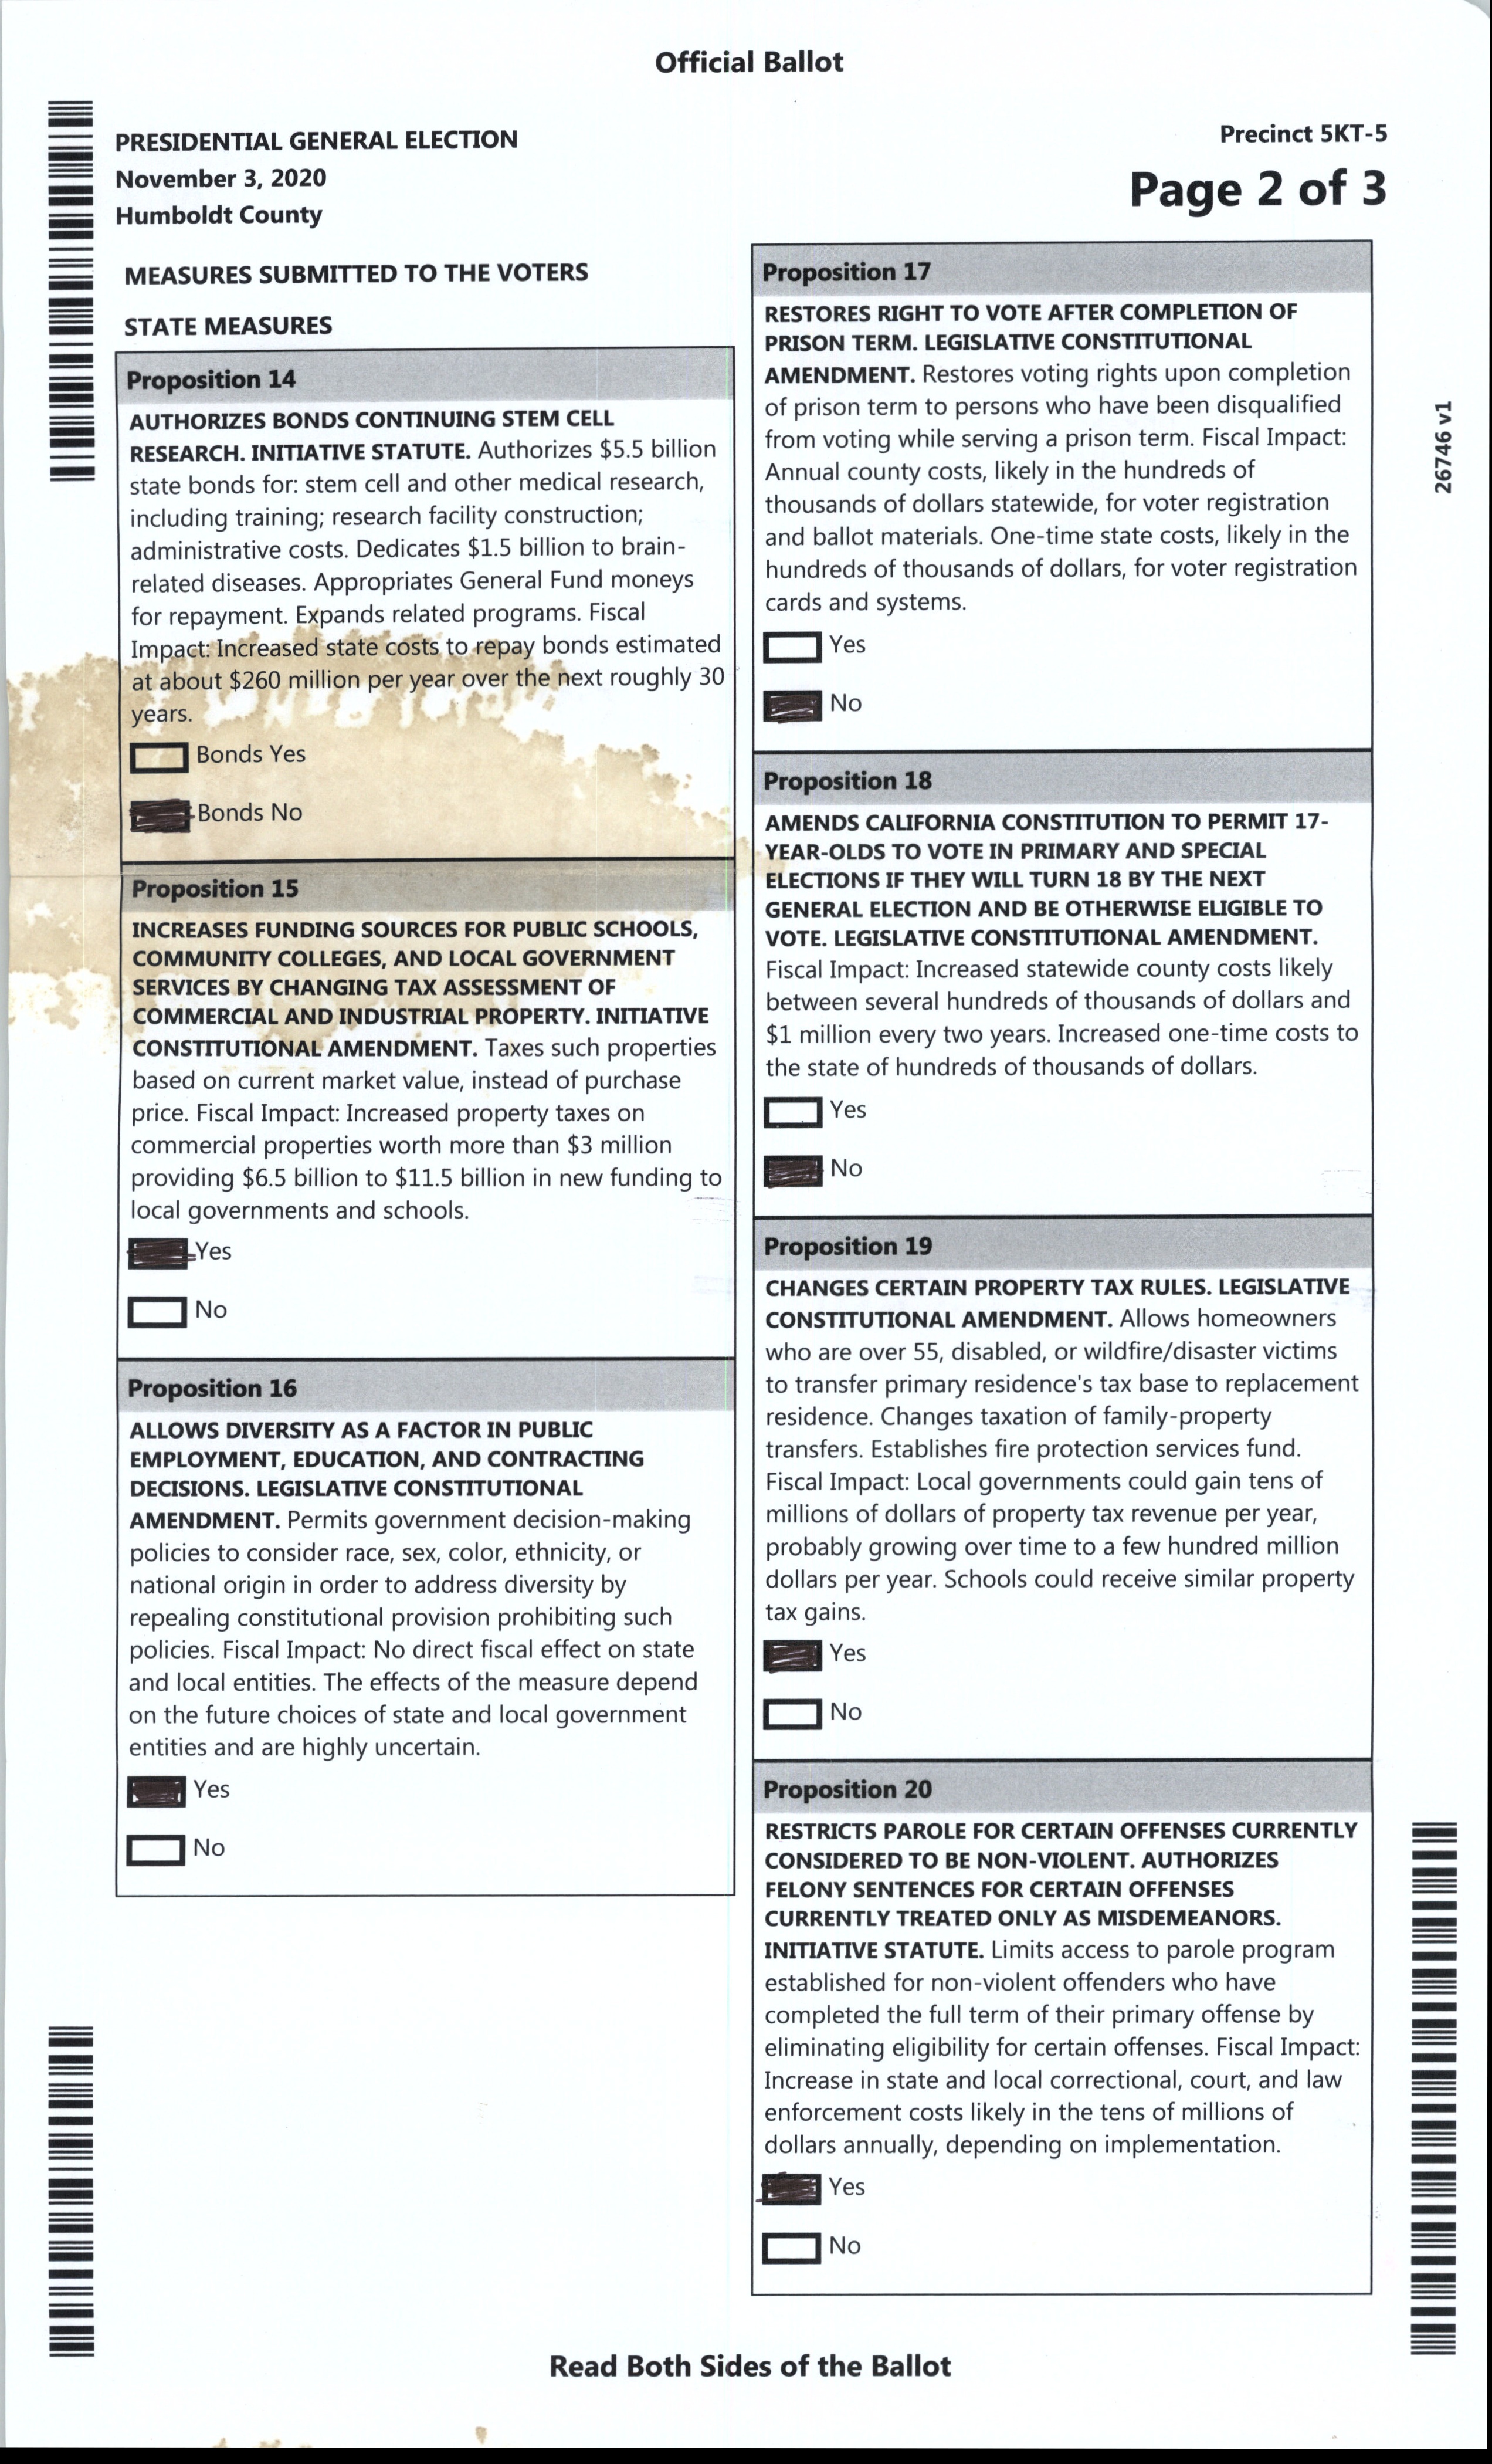 Official Ballot
PRESIDENTIAL GENERAL ELECTION
November 3, 2020
Humboldt County
Precinct 5KT-5
Page 2 of 3
MEASURES SUBMITTED TO THE VOTERS
STATE MEASURES
Proposition 14
AUTHORIZES BONDS CONTINUING STEM CELL
RESEARCH. INITIATIVE STATUTE. Authorizes $5.5 billion
state bonds for: stem cell and other medical research,
including training; research facility construction;
administrative costs. Dedicates $1.5 billion to brain-
related diseases. Appropriates General Fund moneys
for repayment. Expands related programs. Fiscal
Impact: Increased state costs to repay bonds estimated
at about $260 million per year over the next roughly 30
years.
Bonds Yes
Bonds No
Proposition 15
INCREASES FUNDING SOURCES FOR PUBLIC SCHOOLS,
COMMUNITY COLLEGES, AND LOCAL GOVERNMENT
SERVICES BY CHANGING TAX ASSESSMENT OF
COMMERCIAL AND INDUSTRIAL PROPERTY. INITIATIVE
CONSTITUTIONAL AMENDMENT. Taxes such properties
based on current market value, instead of purchase
price. Fiscal Impact: Increased property taxes on
commercial properties worth more than $3 million
providing $6.5 billion to $11.5 billion in new funding to
local governments and schools.
Yes
No
Proposition 16
ALLOWS DIVERSITY AS A FACTOR IN PUBLIC
EMPLOYMENT, EDUCATION, AND CONTRACTING
DECISIONS. LEGISLATIVE CONSTITUTIONAL
AMENDMENT. Permits government decision-making
policies to consider race, sex, color, ethnicity, or
national origin in order to address diversity by
repealing constitutional provision prohibiting such
policies. Fiscal Impact: No direct fiscal effect on state
and local entities. The effects of the measure depend
on the future choices of state and local government
entities and are highly uncertain.
Yes
No
Proposition 17
RESTORES RIGHT TO VOTE AFTER COMPLETION OF
PRISON TERM. LEGISLATIVE CONSTITUTIONAL
AMENDMENT. Restores voting rights upon completion
of prison term to persons who have been disqualified
from voting while serving a prison term. Fiscal Impact:
Annual county costs, likely in the hundreds of
thousands of dollars statewide, for voter registration
and ballot materials. One-time state costs, likely in the
hundreds of thousands of dollars, for voter registration
cards and systems.
Yes
No
Proposition 18
AMENDS CALIFORNIA CONSTITUTION TO PERMIT 17-
YEAR-OLDS TO VOTE IN PRIMARY AND SPECIAL
ELECTIONS IF THEY WILL TURN 18 BY THE NEXT
GENERAL ELECTION AND BE OTHERWISE ELIGIBLE TO
VOTE. LEGISLATIVE CONSTITUTIONAL AMENDMENT.
Fiscal Impact: Increased statewide county costs likely
between several hundreds of thousands of dollars and
$1 million every two years. Increased one-time costs to
the state of hundreds of thousands of dollars.
Yes
No
Proposition 19
CHANGES CERTAIN PROPERTY TAX RULES. LEGISLATIVE
CONSTITUTIONAL AMENDMENT. Allows homeowners
who are over 55, disabled, or wildfire/disaster victims
to transfer primary residence's tax base to replacement
residence. Changes taxation of family-property
transfers. Establishes fire protection services fund.
Fiscal Impact: Local governments could gain tens of
millions of dollars of property tax revenue per year,
probably growing over time to a few hundred million
dollars per year. Schools could receive similar property
tax gains.
Yes
No
Proposition 20
RESTRICTS PAROLE FOR CERTAIN OFFENSES CURRENTLY
CONSIDERED TO BE NON-VIOLENT. AUTHORIZES
FELONY SENTENCES FOR CERTAIN OFFENSES
CURRENTLY TREATED ONLY AS MISDEMEANORS.
INITIATIVE STATUTE. Limits access to parole program
established for non-violent offenders who have
completed the full term of their primary offense by
eliminating eligibility for certain offenses. Fiscal Impact:
Increase in state and local correctional, court, and law
enforcement costs likely in the tens of millions of
dollars annually, depending on implementation.
Yes
No
26746 v1
Read Both Sides of the Ballot